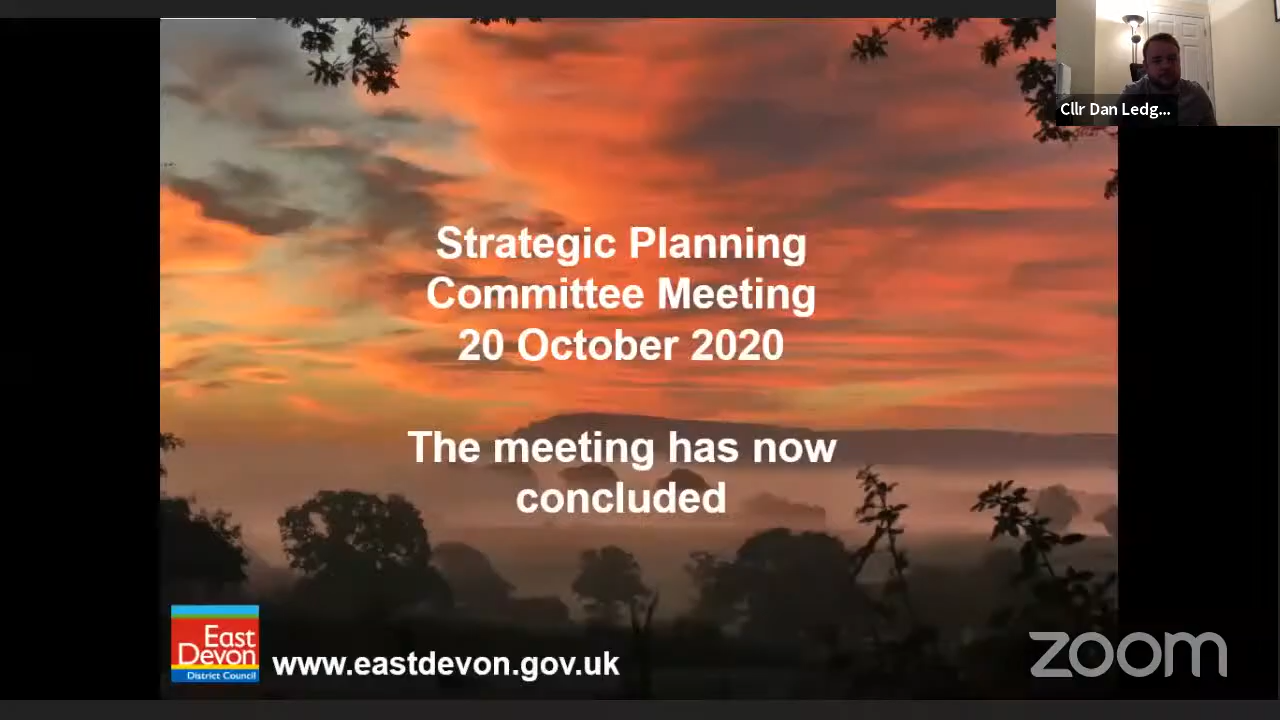 Cllr Dan Ledg...
Strategic Planning
Committee Meeting
20 October 2020
The meeting has now
concluded
East
Devon
District Council
www.eastdevon.gov.uk
zoom